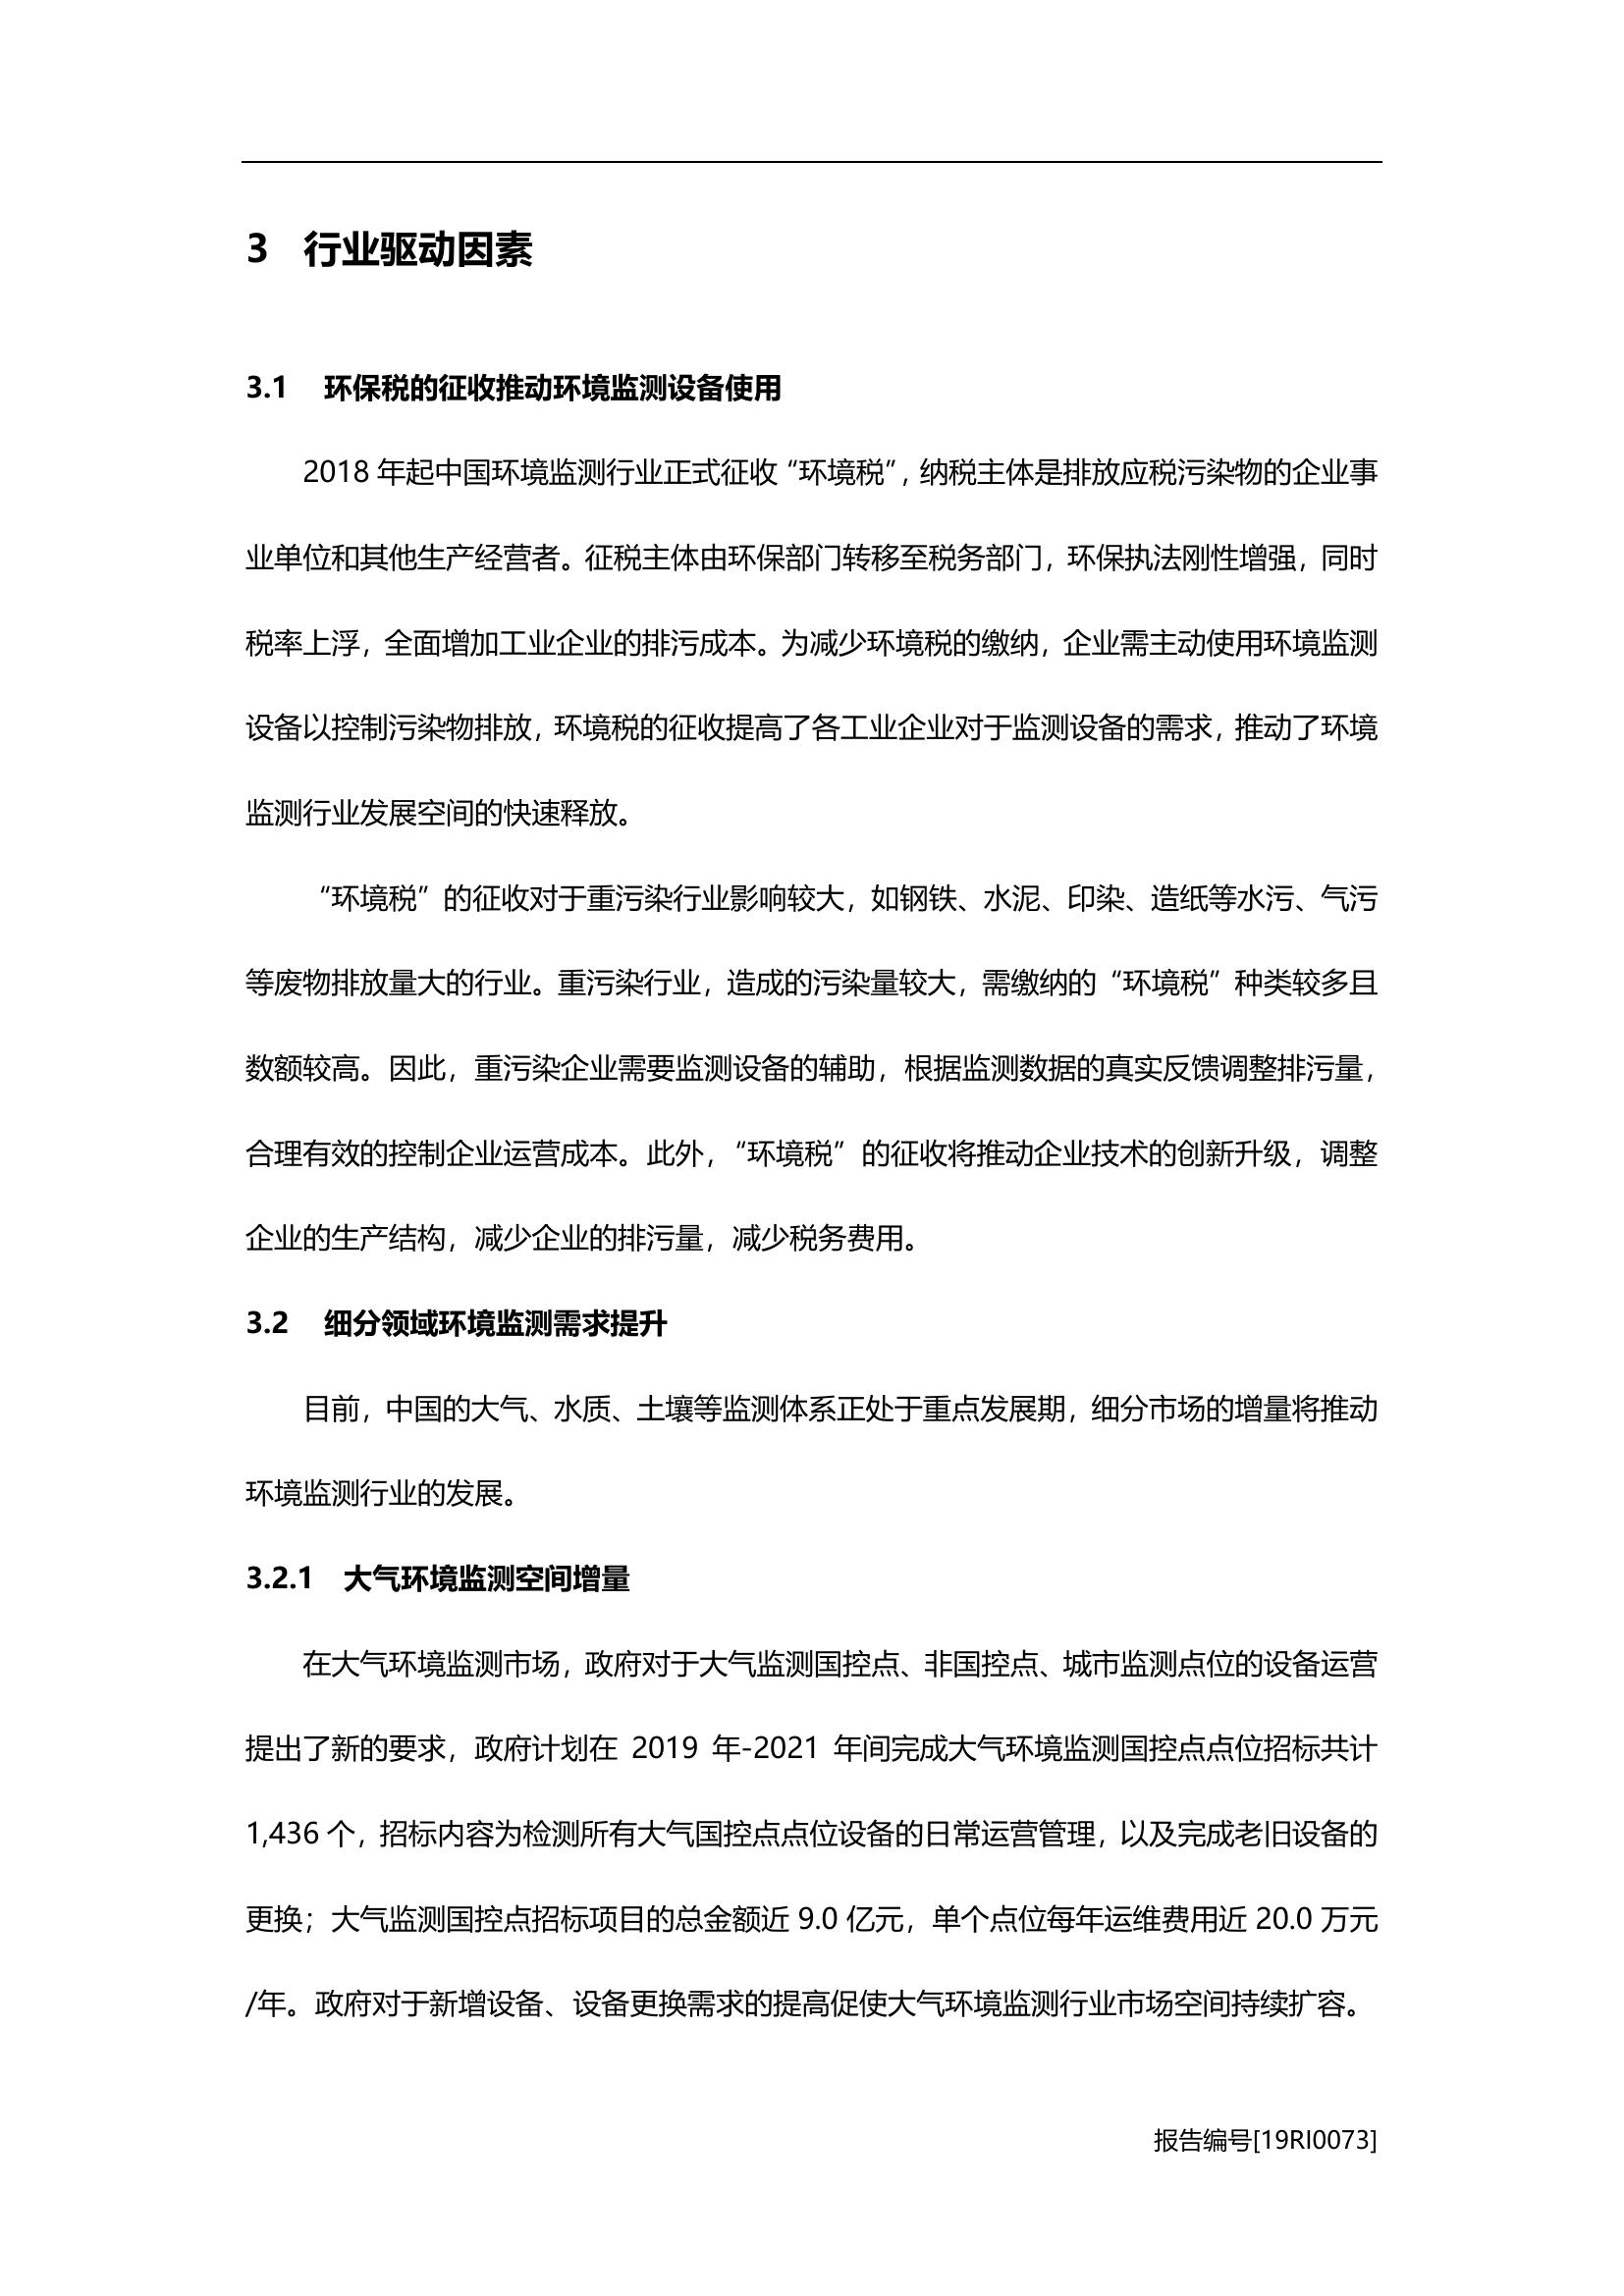 3 行业驱动因素
3.1 环保税的征收推动环境监测设备使用
2018 年起中国环境监测行业正式征收“环境税”，纳税主体是排放应税污染物的企业事
业单位和其他生产经营者。征税主体由环保部门转移至税务部门，环保执法刚性增强，同时
税率上浮，全面增加工业企业的排污成本。为减少环境税的缴纳，企业需主动使用环境监测
设备以控制污染物排放，环境税的征收提高了各工业企业对于监测设备的需求，推动了环境
监测行业发展空间的快速释放。
“环境税”的征收对于重污染行业影响较大，如钢铁、水泥、印染、造纸等水污、气污
等废物排放量大的行业。重污染行业，造成的污染量较大，需缴纳的“环境税”种类较多且
数额较高。因此，重污染企业需要监测设备的辅助，根据监测数据的真实反馈调整排污量，
合理有效的控制企业运营成本。此外，“环境税”的征收将推动企业技术的创新升级，调整
企业的生产结构，减少企业的排污量，减少税务费用。
3.2 细分领域环境监测需求提升
目前，中国的大气、水质、土壤等监测体系正处于重点发展期，细分市场的增量将推动
环境监测行业的发展。
3.2.1 大气环境监测空间增量
在大气环境监测市场，政府对于大气监测国控点、非国控点、城市监测点位的设备运营
提出了新的要求，政府计划在 2019 年-2021 年间完成大气环境监测国控点点位招标共计
1,436 个，招标内容为检测所有大气国控点点位设备的日常运营管理，以及完成老旧设备的
更换；大气监测国控点招标项目的总金额近 9.0 亿元，单个点位每年运维费用近 20.0 万元
/年。政府对于新增设备、设备更换需求的提高促使大气环境监测行业市场空间持续扩容。
报告编号[19RI0073]